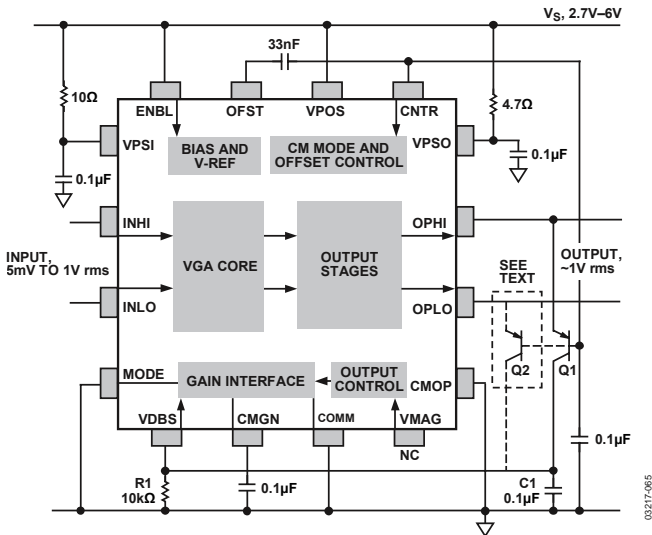 V_S, 2.7V–6V
33nF
10Ω
ENBL
OFST
VPOS
CNTR
4.7Ω
VPSI
BIAS AND
V-REF
CM MODE AND
OFFSET CONTROL
VPSO
0.1µF
0.1µF
INHI
OPHI
INPUT,
5mV TO 1V rms
VGA CORE
OUTPUT
STAGES
OUTPUT,
~1V rms
SEE
TEXT
INLO
OPLO
Q2
Q1
MODE
GAIN INTERFACE
OUTPUT
CONTROL
CMOP
VDBS
CMGN
COMM
VMAG
NC
0.1µF
R1
10kΩ
0.1µF
C1
0.1µF
03217-065